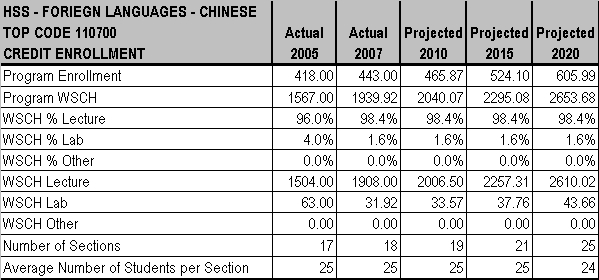 HSS - FORIEGN LANGUAGES - CHINESE Actual Actual Projected Projected Projected
TOP CODE 110700 2005 2007 2010 2015 2020
CREDIT ENROLLMENT
Program Enrollment 418.00 443.00 465.87 524.10 605.99
Program WSCH 1567.00 1939.92 2040.07 2295.08 2653.68
WSCH % Lecture 96.0% 98.4% 98.4% 98.4% 98.4%
WSCH % Lab 4.0% 1.6% 1.6% 1.6% 1.6%
WSCH % Other 0.0% 0.0% 0.0% 0.0% 0.0%
WSCH Lecture 1504.00 1908.00 2006.50 2257.31 2610.02
WSCH Lab 63.00 31.92 33.57 37.76 43.66
WSCH Other 0.00 0.00 0.00 0.00 0.00
Number of Sections 17 18 19 21 25
Average Number of Students per Section 25 25 25 25 24